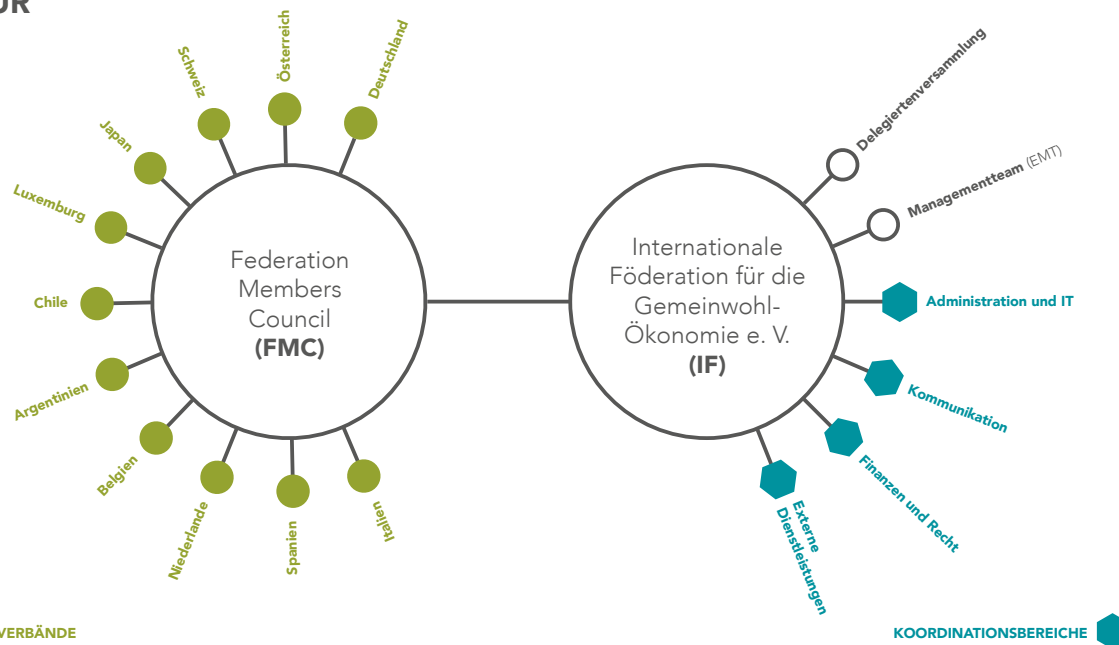 UR
Deutschland
Österreich
Schweiz
Japan
Luxemburg
Chile
Argentinien
Belgien
Niederlande
Spanien
Italien
Federation
Members
Council
(FMC)
Internationale
Föderation für die
Gemeinwohl-
Ökonomie e. V.
(IF)
Delegiertenversammlung
Managementteam (EMT)
Administration und IT
Kommunikation
Finanzen und Recht
Externe
Dienstleistungen
VERBÄNDE
KOORDINATIONSBEREICHE